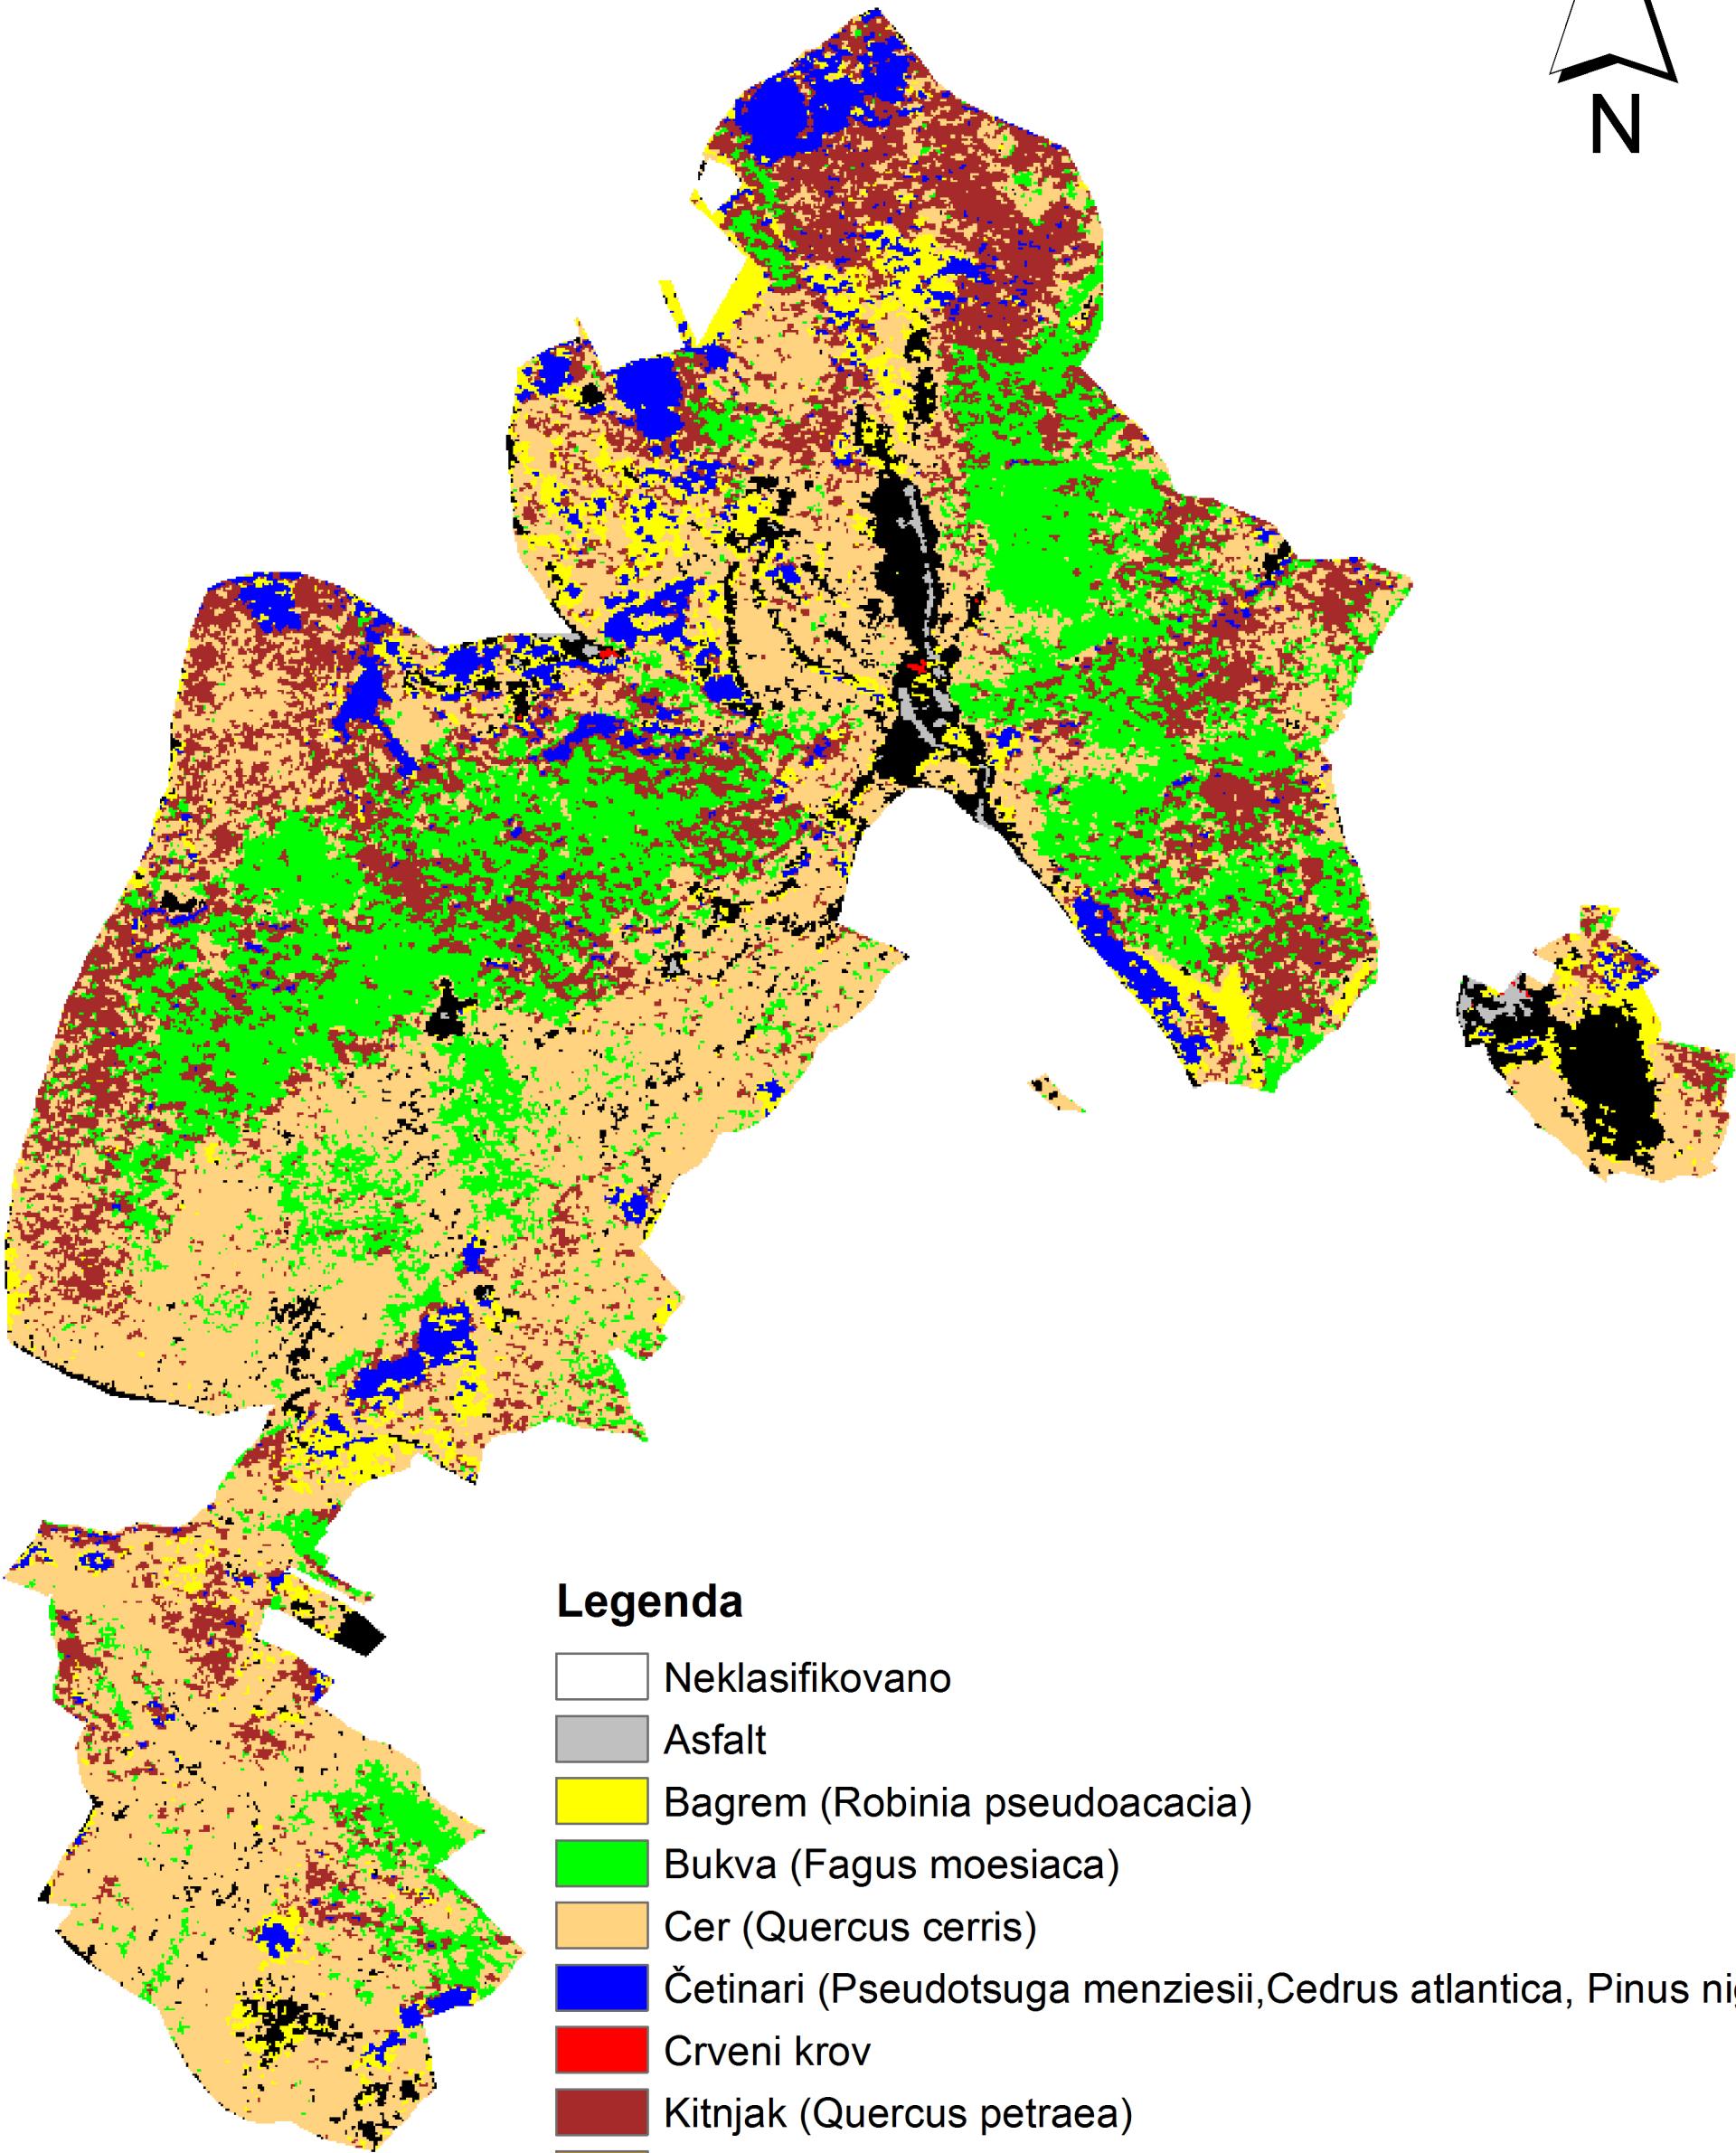 N
Legenda
Neklasifikovano
Asfalt
Bagrem (Robinia pseudoacacia)
Bukva (Fagus moesiaca)
Cer (Quercus cerris)
Četinari (Pseudotsuga menziesii,Cedrus atlantica, Pinus
Crveni krov
Kitnjak (Quercus petraea)